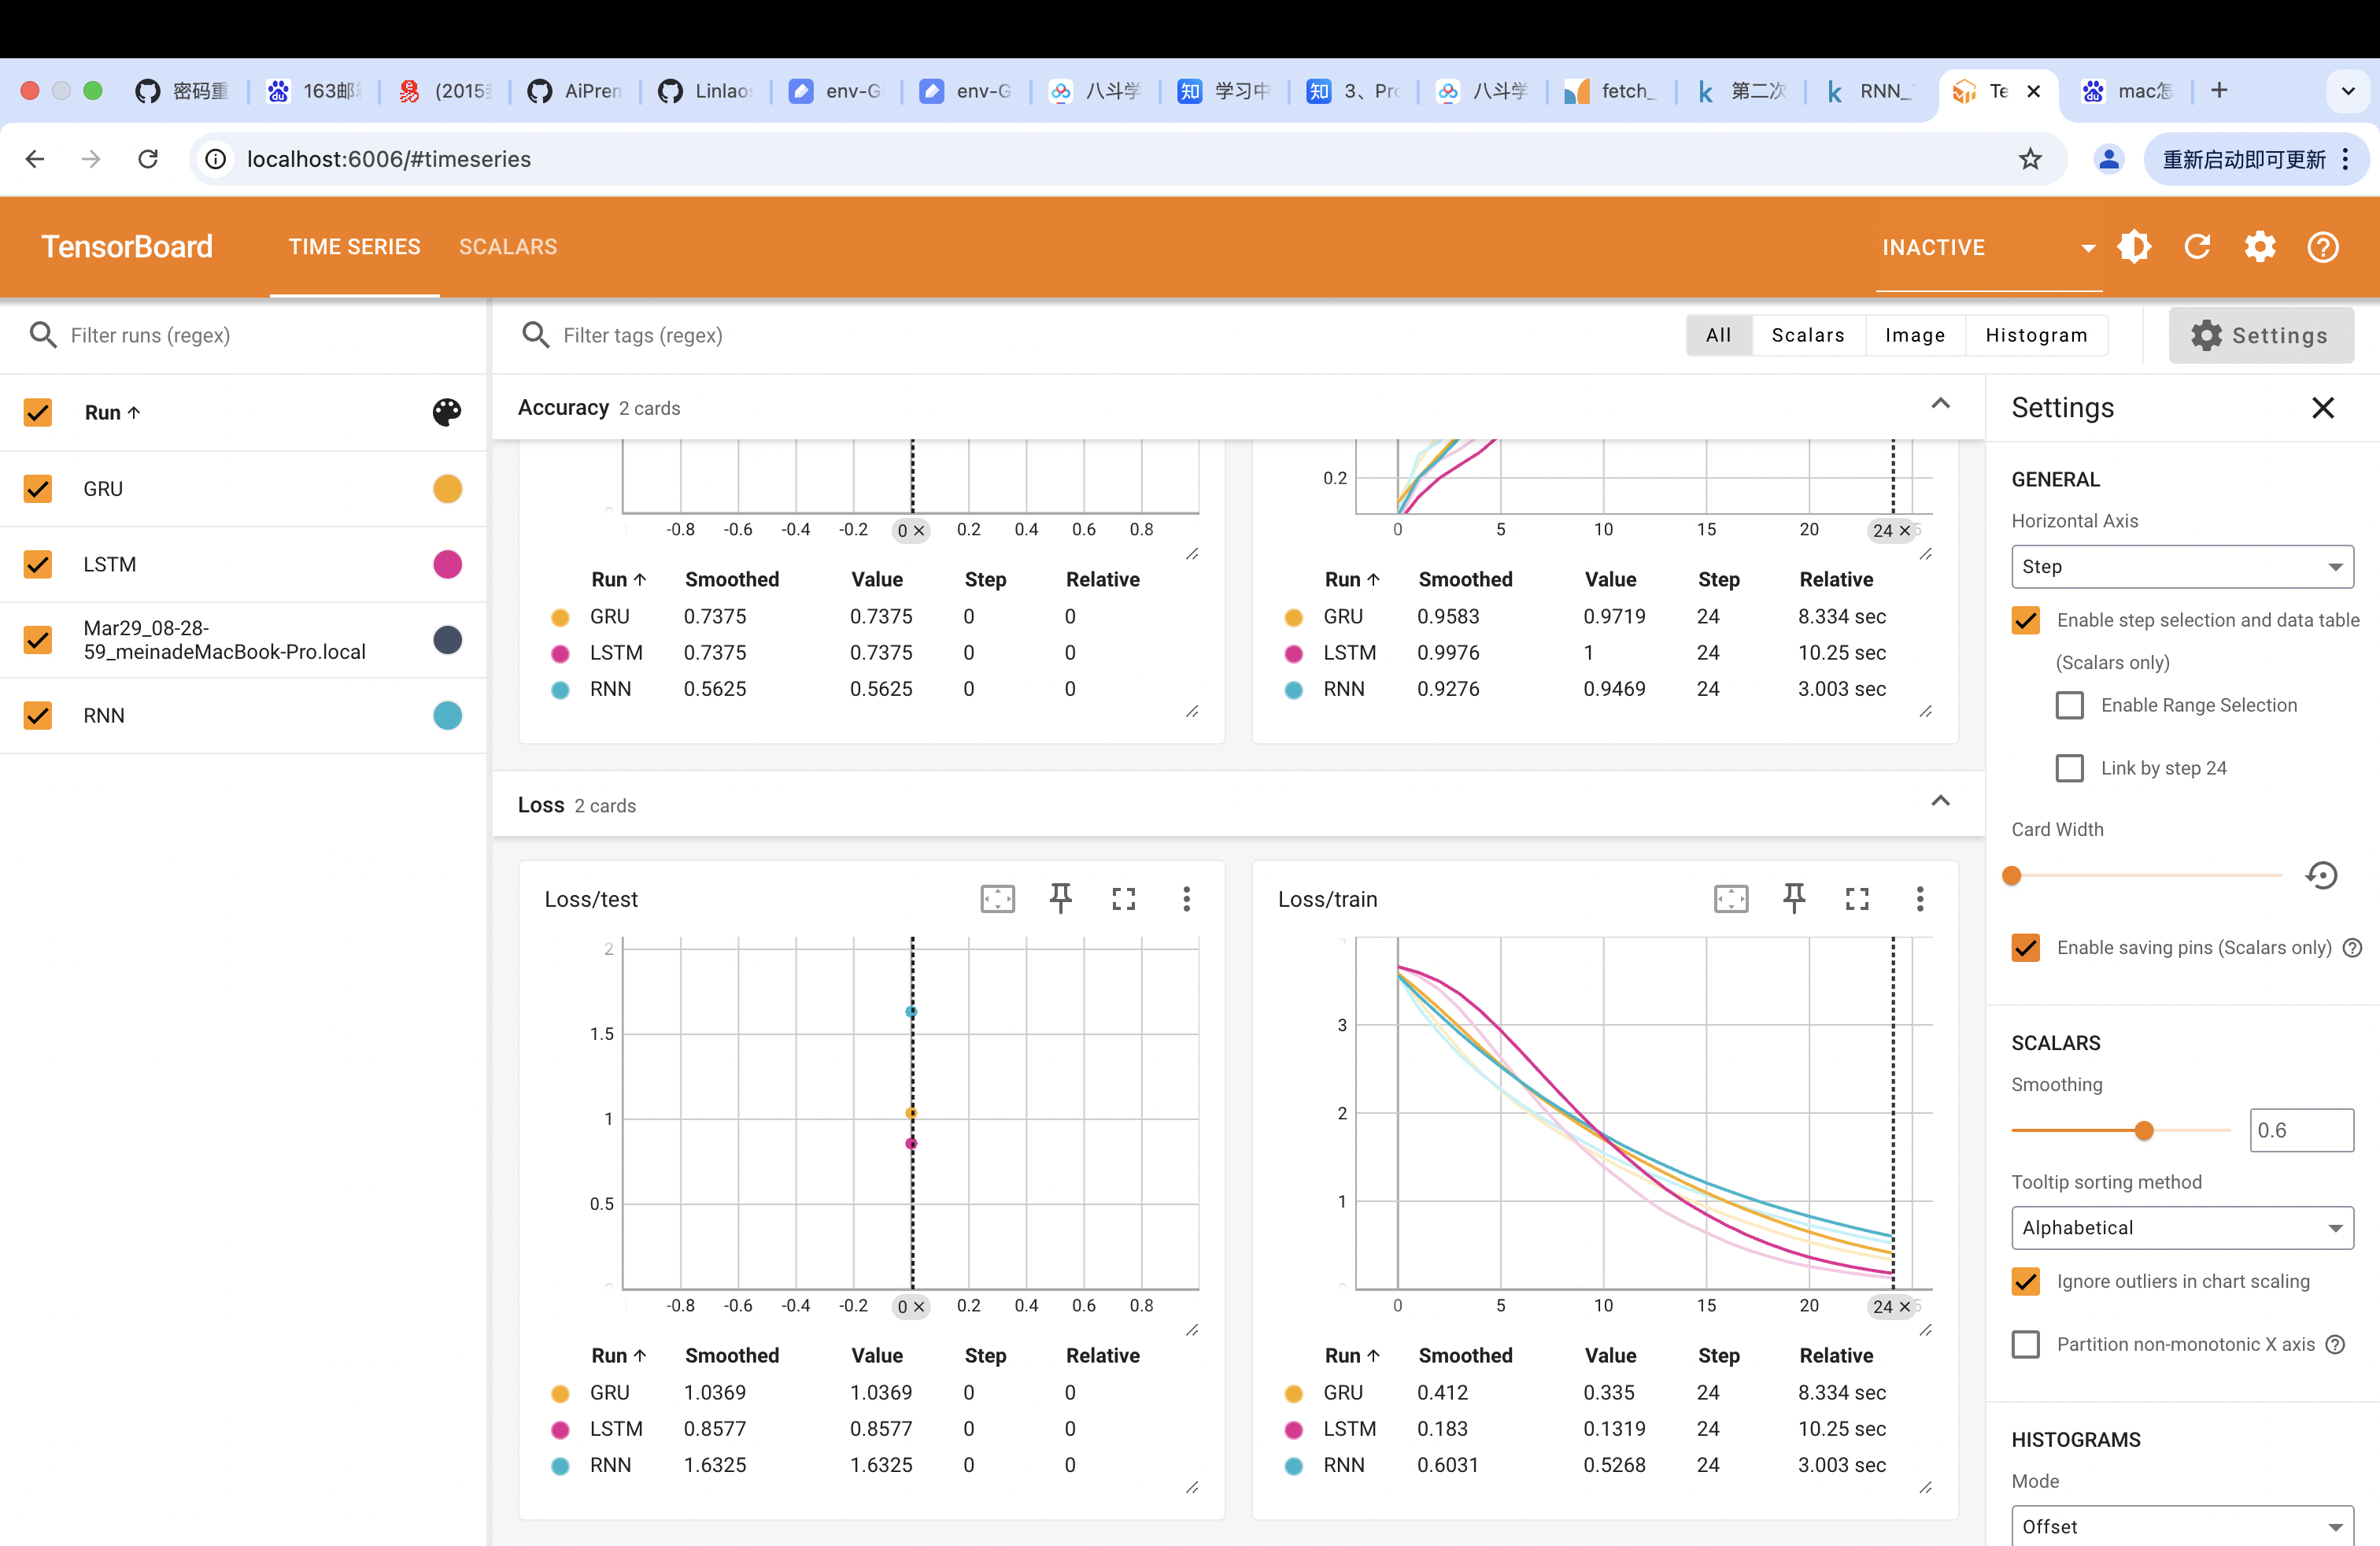 密码重 163邮 (2015 AiPrem Linlao env-G env-G 八斗学 学习中 3、Pro 八斗学 fetch_ 第二次 RNN_ Te mac怎
localhost:6006/#timeseries 重新启动即可更新
TensorBoard TIME SERIES SCALARS INACTIVE
Filter runs (regex) Filter tags (regex) All Scalars Image Histogram Settings
Run
GRU
LSTM
Mar29_08-28-
59_meinadeMacBook-Pro.local
RNN
Accuracy 2 cards
-0.8 -0.6 -0.4 -0.2 0 0.2 0.4 0.6 0.8
Run Smoothed Value Step Relative
GRU 0.7375 0.7375 0 0
LSTM 0.7375 0.7375 0 0
RNN 0.5625 0.5625 0 0
0.2
0 5 10 15 20 24
Run Smoothed Value Step Relative
GRU 0.9583 0.9719 24 8.334 sec
LSTM 0.9976 1 24 10.25 sec
RNN 0.9276 0.9469 24 3.003 sec
Loss 2 cards
Loss/test
2
1.5
1
0.5
-0.8 -0.6 -0.4 -0.2 0 0.2 0.4 0.6 0.8
Run Smoothed Value Step Relative
GRU 1.0369 1.0369 0 0
LSTM 0.8577 0.8577 0 0
RNN 1.6325 1.6325 0 0
Loss/train
3
2
1
0 5 10 15 20 24
Run Smoothed Value Step Relative
GRU 0.412 0.335 24 8.334 sec
LSTM 0.183 0.1319 24 10.25 sec
RNN 0.6031 0.5268 24 3.003 sec
Settings
GENERAL
Horizontal Axis
Step
Enable step selection and data table
(Scalars only)
Enable Range Selection
Link by step 24
Card Width
Enable saving pins (Scalars only)
SCALARS
Smoothing
0.6
Tooltip sorting method
Alphabetical
Ignore outliers in chart scaling
Partition non-monotonic X axis
HISTOGRAMS
Mode
Offset